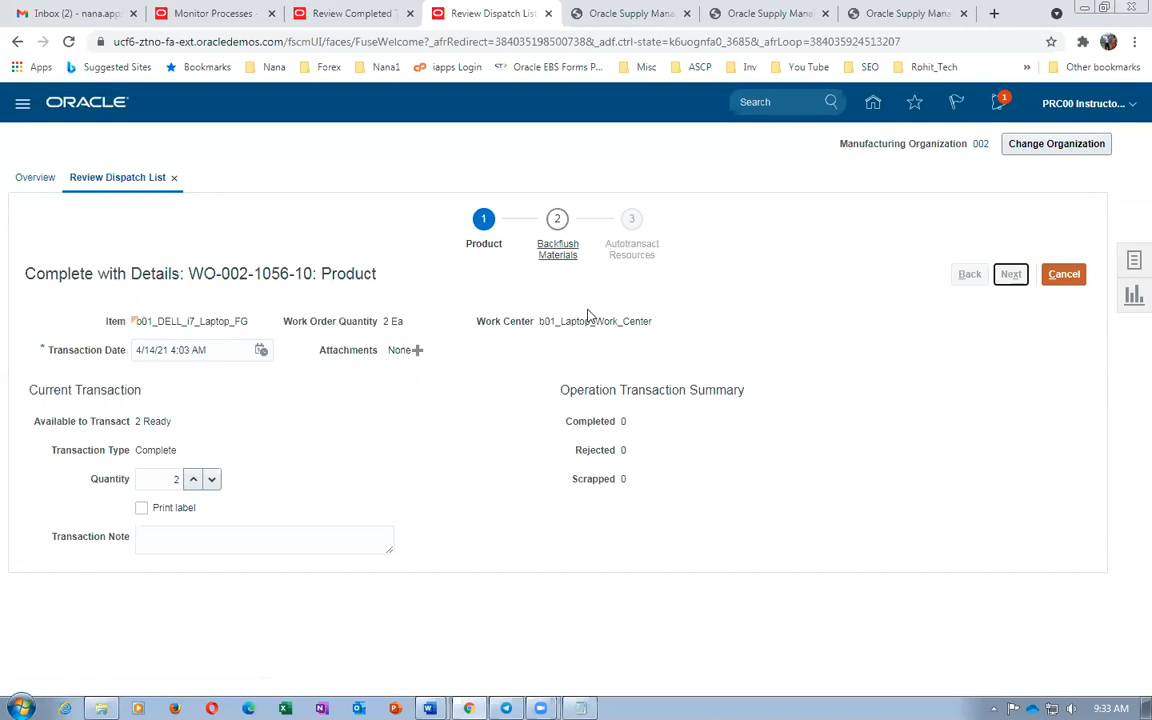 Inbox (2) - nana.app
Monitor Processes -
Review Completed T
Review Dispatch List
Oracle Supply Mana
Oracle Supply Mana
Oracle Supply Mana
ucf6-ztno-fa-ext.oracledemos.com/fscmUI/faces/FuseWelcome?_afrRedirect=384035198500738&_adf.ctrl-state=k6uognfa0_3685&_afrLoop=384035924513207
Apps
Suggested Sites
Bookmarks
Nana
Forex
Nana1
iapps Login
Oracle EBS Forms P...
Misc
ASCP
Inv
You Tube
SEO
Rohit_Tech
»
Other bookmarks
ORACLE
Search
1
PRC00 Instructo...
Manufacturing Organization 002
Change Organization
Overview
Review Dispatch List
1
2
3
Product
Backflush
Materials
Autotransact
Resources
Complete with Details: WO-002-1056-10: Product
Back
Next
Cancel
Item b01_DELL_i7_Laptop_FG
Work Order Quantity 2 Ea
Work Center b01_Laptop_Work_Center
* Transaction Date 4/14/21 4:03 AM
Attachments None
Current Transaction
Operation Transaction Summary
Available to Transact 2 Ready
Completed 0
Transaction Type Complete
Rejected 0
Quantity 2
Scrapped 0
Print label
Transaction Note
9:33 AM